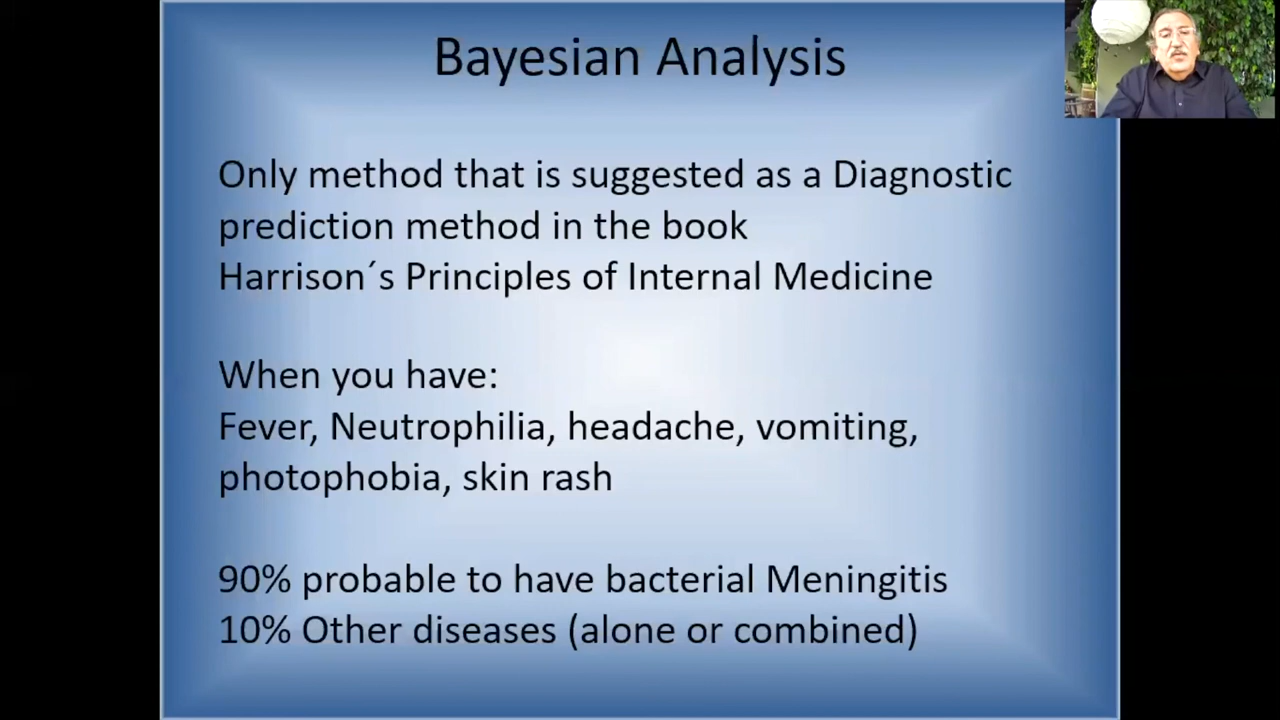 Bayesian Analysis
Only method that is suggested as a Diagnostic
prediction method in the book
Harrison´s Principles of Internal Medicine
When you have:
Fever, Neutrophilia, headache, vomiting,
photophobia, skin rash
90% probable to have bacterial Meningitis
10% Other diseases (alone or combined)